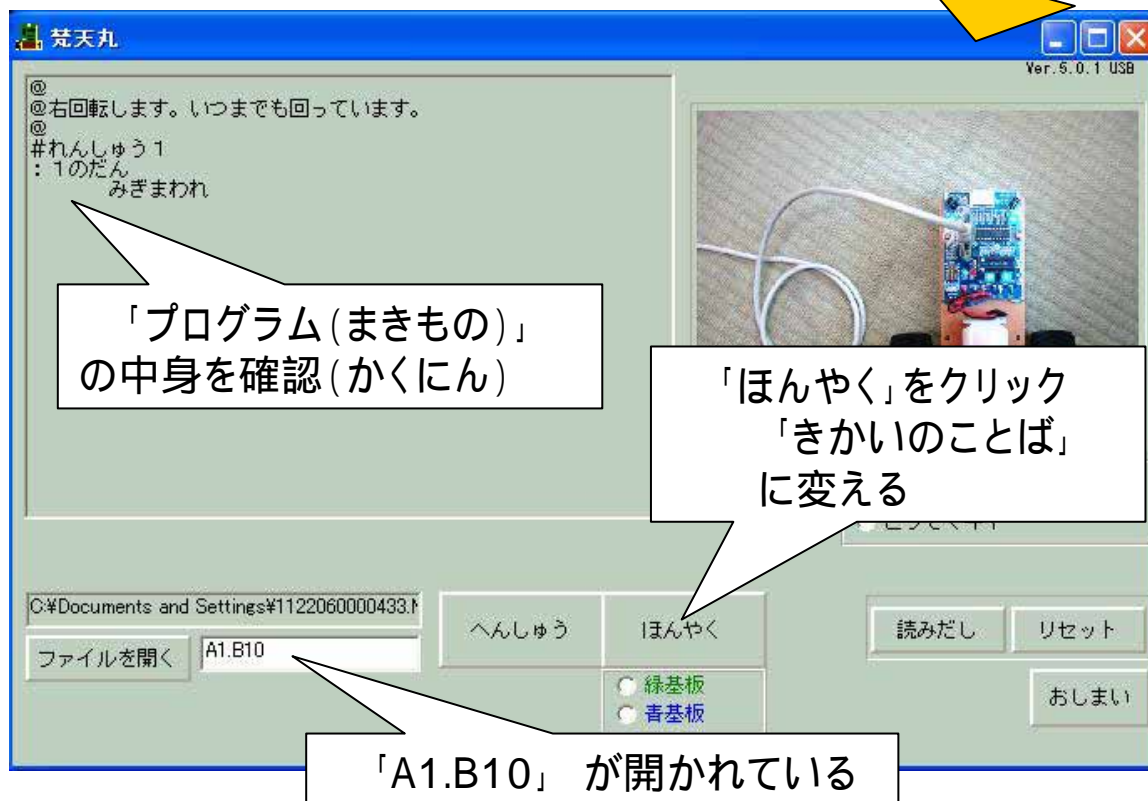 梵天丸
Ver.5.0.1 USB
@
@右回転します。いつまでも回っています。
@
#れんしゅう1
:1のだん
みぎまわれ
「プログラム(まきもの)」
の中身を確認(かくにん)
「ほんやく」をクリック
「きかいのことば」
に変える
C:¥Documents and Settings¥1122060000433.M
ファイルを開く
A1.B10
へんしゅう
ほんやく
緑基板
青基板
読みだし
リセット
おしまい
「A1.B10」 が開かれている